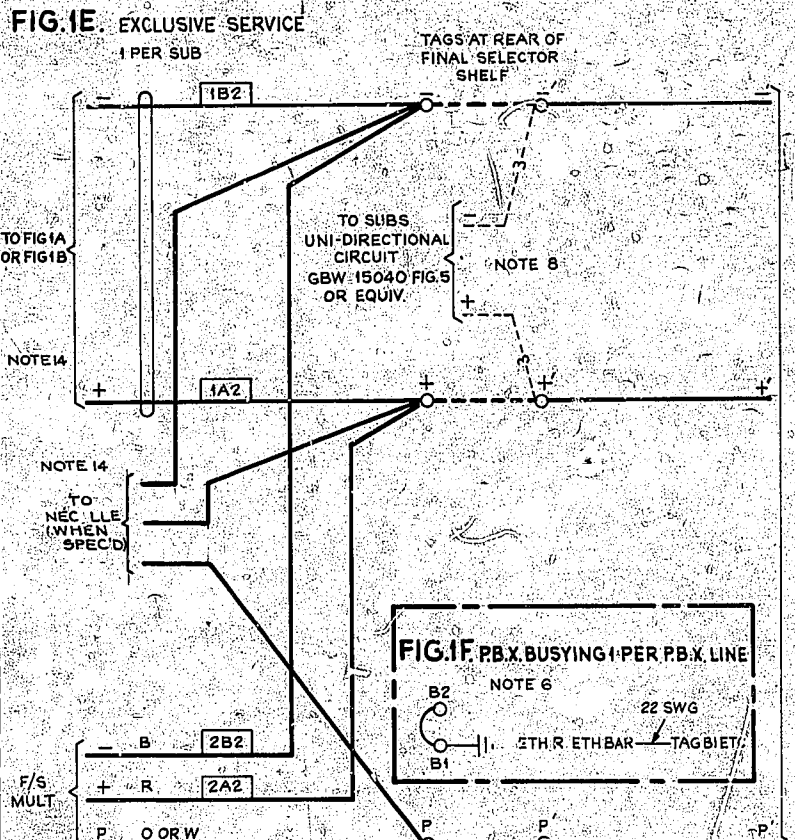 FIG.1E. EXCLUSIVE SERVICE
1 PER SUB
TAGS AT REAR OF
FINAL SELECTOR
SHELF
−
1B2
−
−'
−
3
TO FIG 1A
OR FIG 1B
TO SUBS
UNI-DIRECTIONAL
CIRCUIT
GBW 15040 FIG.5
OR EQUIV.
−
NOTE 8
+
3
NOTE 14
+
1A2
+
+'
+'
NOTE 14
TO
NEC LLE
(WHEN
SPEC'D)
FIG.1F. P.B.X. BUSYING 1 PER P.B.X. LINE
NOTE 6
B2
22 SWG
ETH R. ETH BAR
B1
− B 2B2
F/S
MULT
+ R 2A2
P O OR W
P
P'
P'